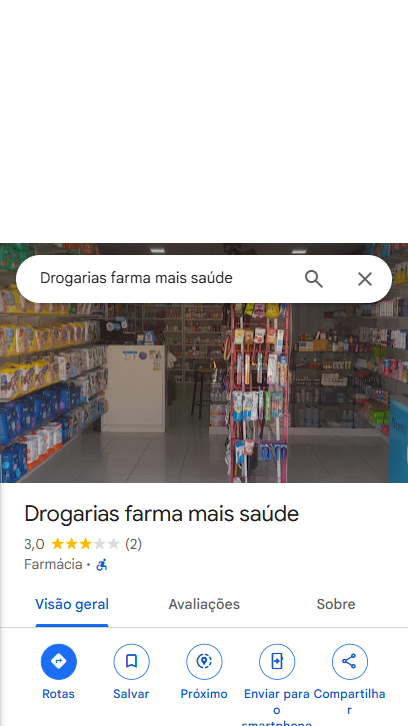 Drogarias farma mais saúde
Drogarias farma mais saúde
3,0 (2)
Farmácia •
Visão geral Avaliações Sobre
Rotas Salvar Próximo Enviar para Compartilha
o r
smartphone